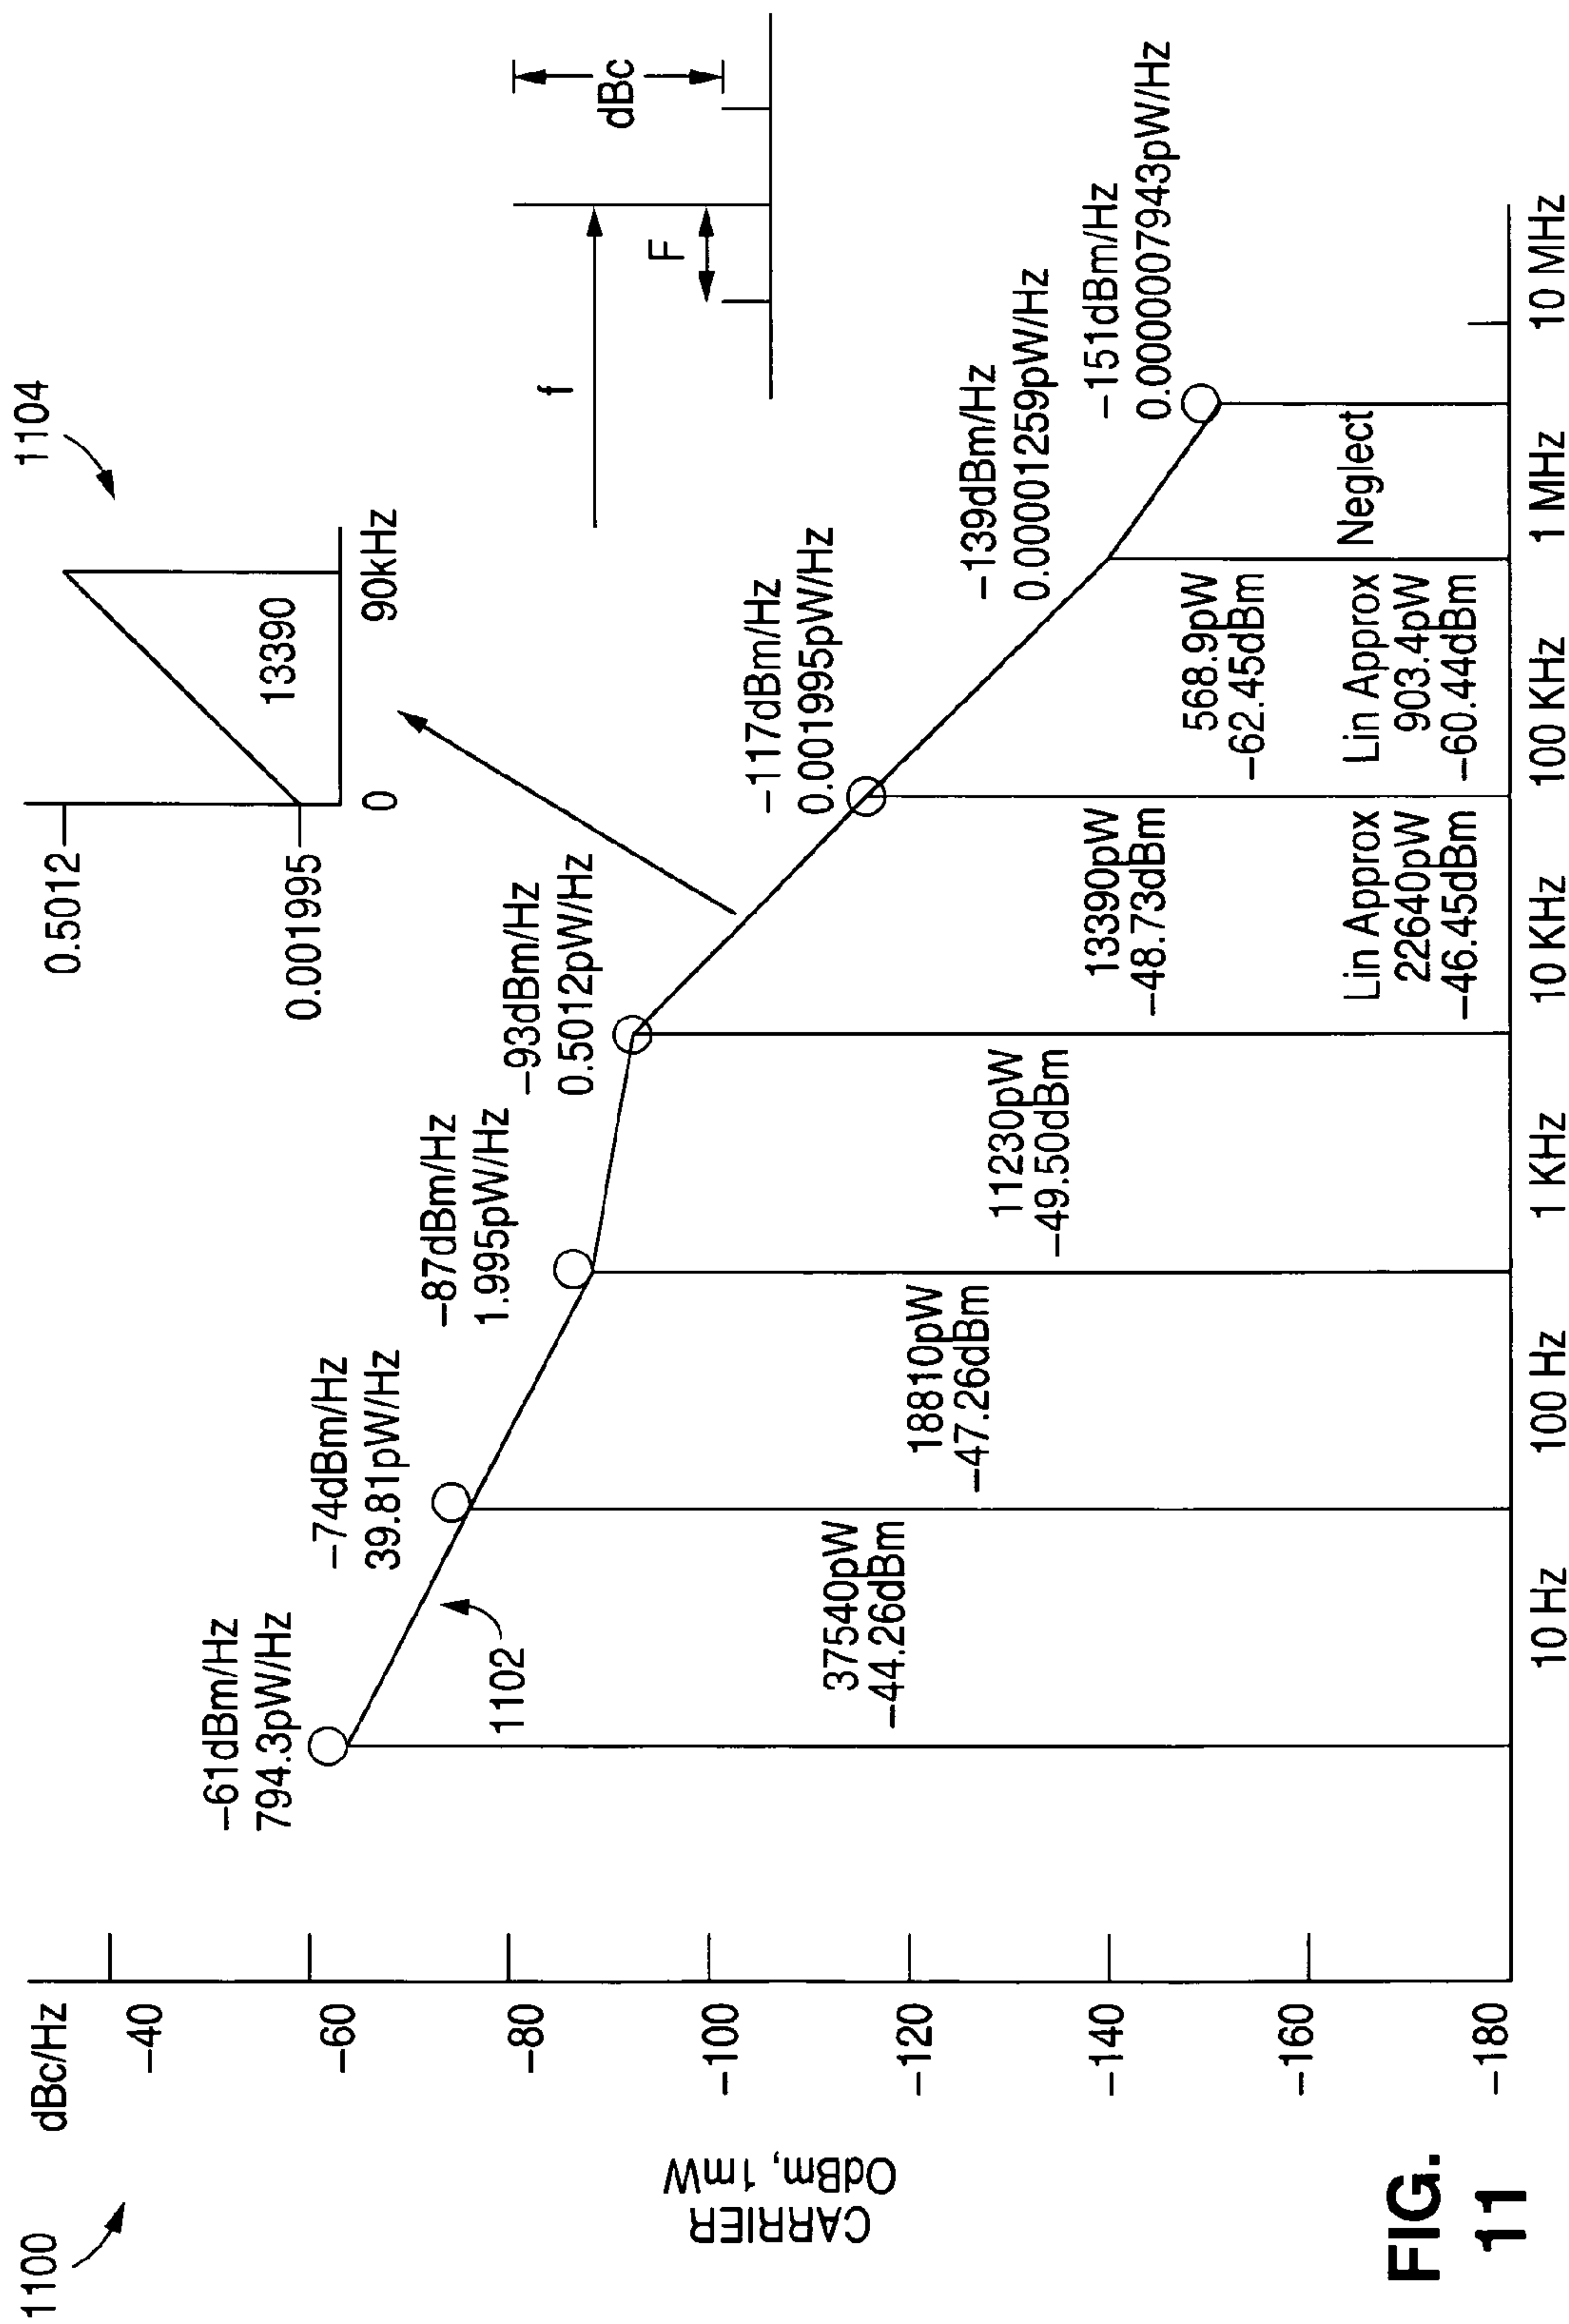 1100
dBc/Hz
-40
-60
-80
-100
-120
-140
-160
-180
CARRIER
OdBm, 1mW
-61dBm/Hz
794.3pW/Hz
-74dBm/Hz
39.81pW/Hz
-87dBm/Hz
1.995pW/Hz
-93dBm/Hz
0.5012pW/Hz
-117dBm/Hz
0.001995pW/Hz
-139dBm/Hz
0.00001259pW/Hz
-151dBm/Hz
0.0000007943pW/Hz
1102
37540pW
-44.26dBm
18810pW
-47.26dBm
11230pW
-49.50dBm
13390pW
-48.73dBm
Lin Approx
22640pW
-46.45dBm
568.9pW
-62.45dBm
Lin Approx
903.4pW
-60.44dBm
Neglect
10 Hz
100 Hz
1 KHz
10 KHz
100 KHz
1 MHz
10 MHz
1104
0.5012
0.001995
13390
0
90kHz
f
F
dBc
FIG.
11